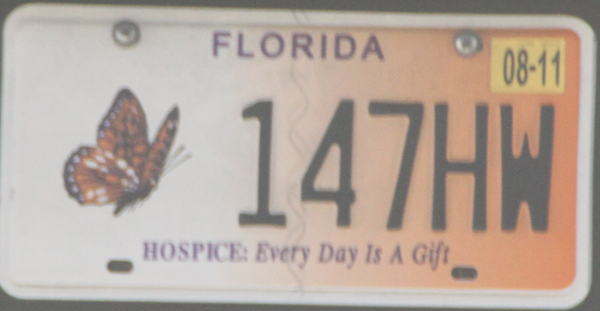 FLORIDA
08-11
147HW
HOSPICE: Every Day Is A Gift